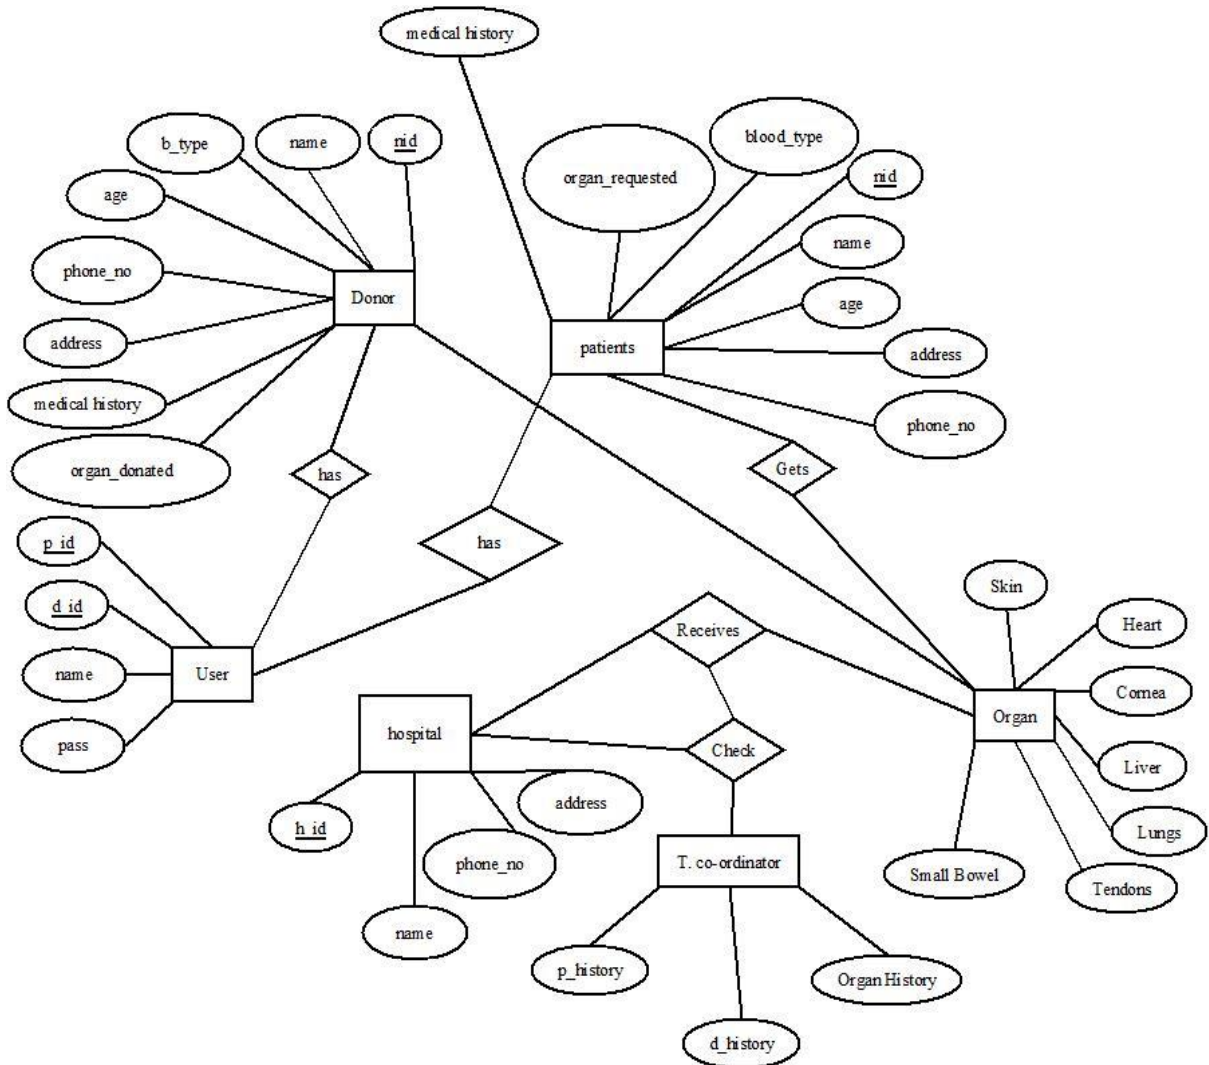 medical history
b_type
name
nid
blood_type
organ_requested
nid
age
name
phone_no
Donor
age
address
patients
address
medical history
phone_no
organ_donated
has
Gets
p_id
has
d_id
Skin
Receives
Heart
name
User
Cornea
hospital
Organ
pass
Check
Liver
address
h_id
Lungs
phone_no
T. co-ordinator
Small Bowel
Tendons
name
p_history
Organ History
d_history